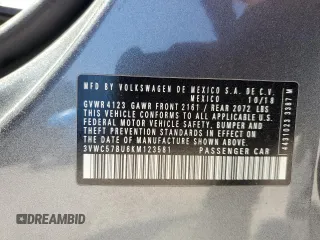 MFD BY VOLKSWAGEN DE MEXICO S.A. DE C.V.
MEXICO 10/18
GVWR 4123 GAWR FRONT 2161 / REAR 2072 LBS
THIS VEHICLE CONFORMS TO ALL APPLICABLE
FEDERAL MOTOR VEHICLE SAFETY, BUMPER AND
THEFT PREVENTION STANDARDS IN EFFECT ON
THE DATE OF MANUFACTURE SHOWN ABOVE.
3VWC57BU6KM123581 PASSENGER CAR
AutoBidMaster